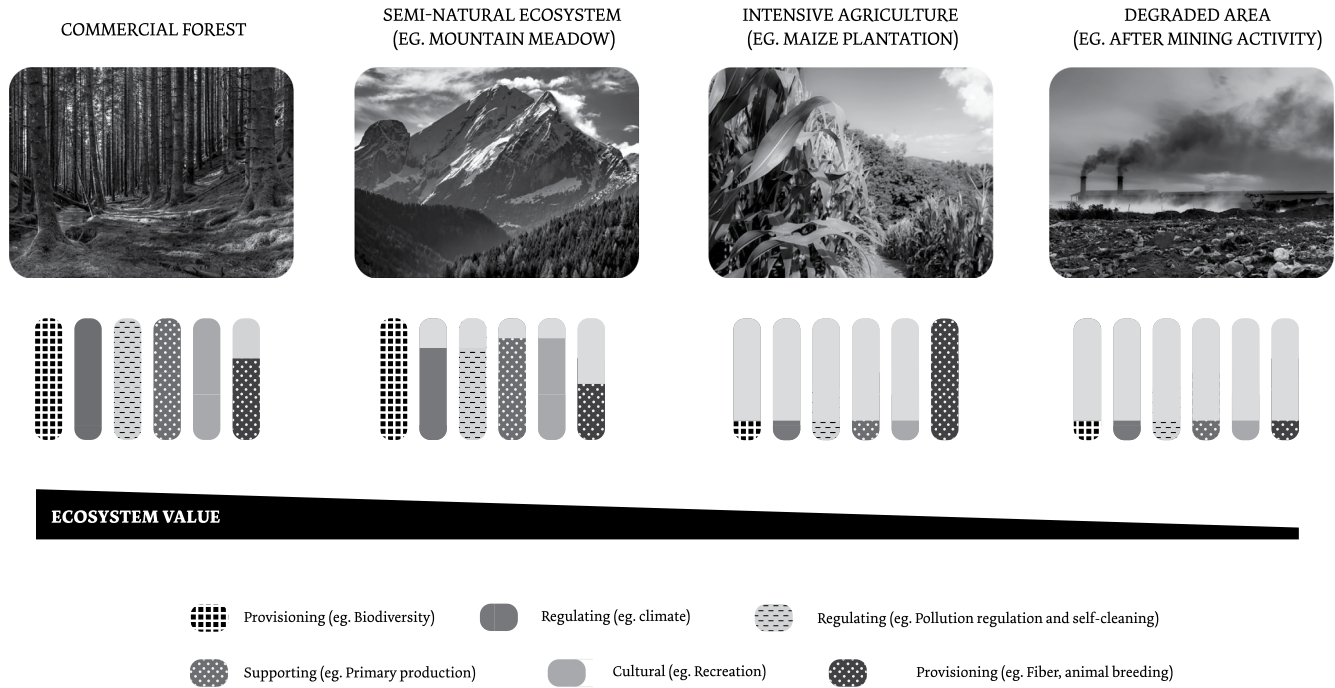 COMMERCIAL FOREST
SEMI-NATURAL ECOSYSTEM
(EG. MOUNTAIN MEADOW)
INTENSIVE AGRICULTURE
(EG. MAIZE PLANTATION)
DEGRADED AREA
(EG. AFTER MINING ACTIVITY)
ECOSYSTEM VALUE
Provisioning (eg. Biodiversity)
Regulating (eg. climate)
Regulating (eg. Pollution regulation and self-cleaning)
Supporting (eg. Primary production)
Cultural (eg. Recreation)
Provisioning (eg. Fiber, animal breeding)